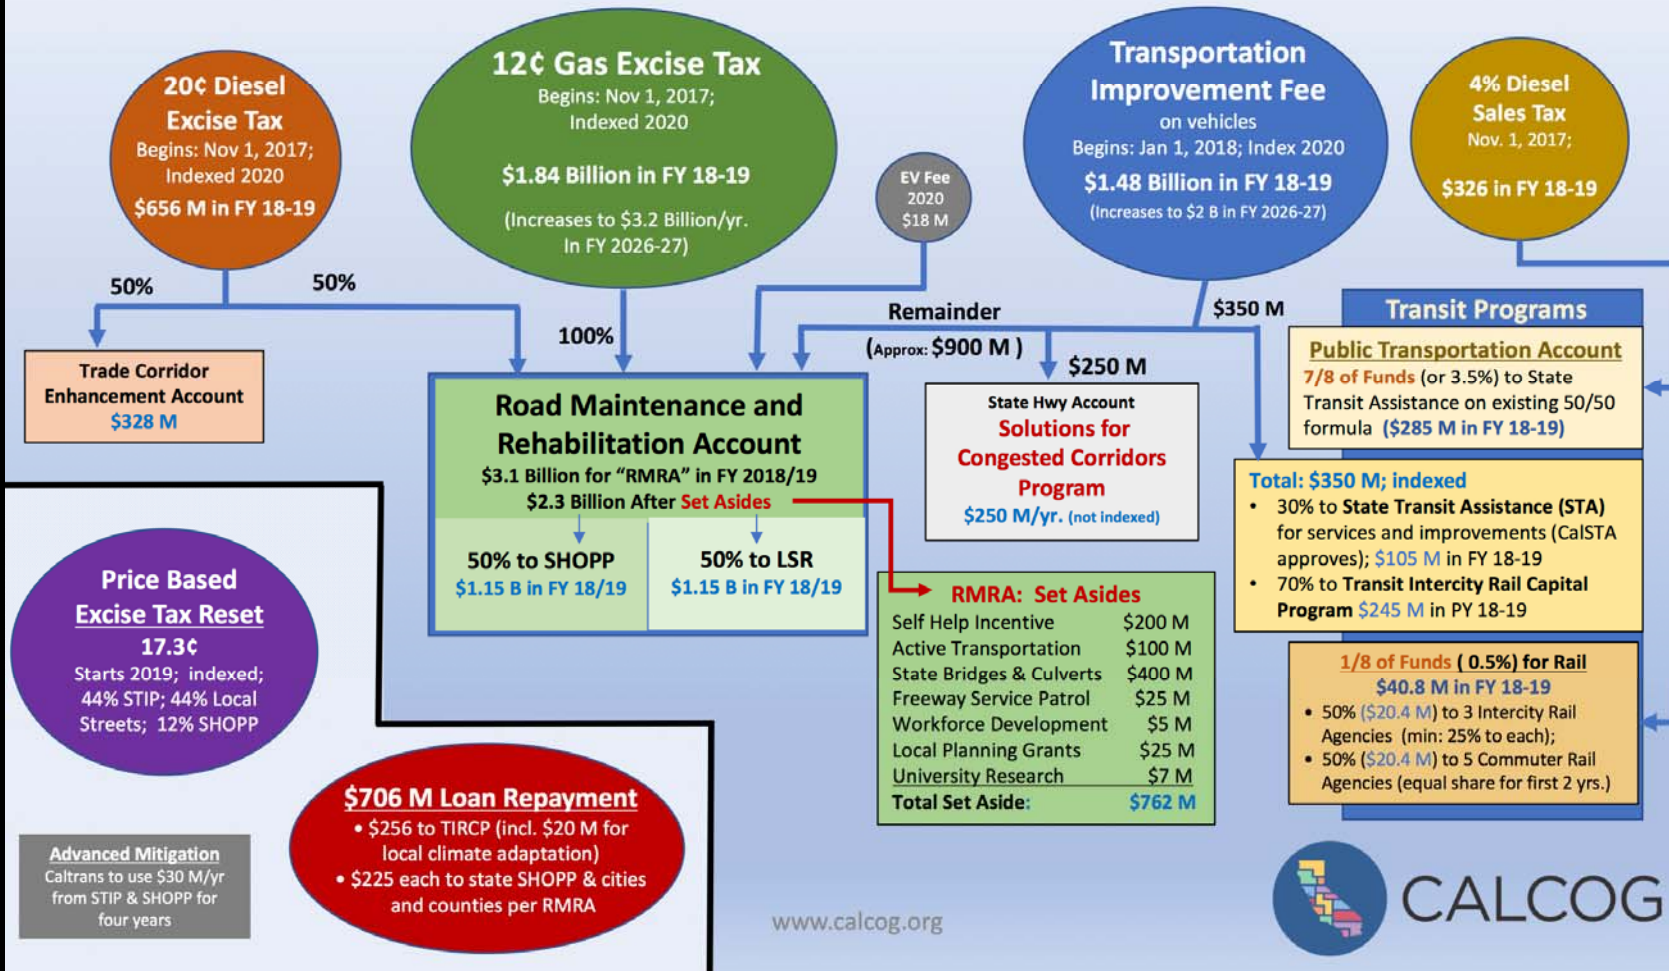 20¢ Diesel
Excise Tax
Begins: Nov 1, 2017;
Indexed 2020
$656 M in FY 18-19
12¢ Gas Excise Tax
Begins: Nov 1, 2017;
Indexed 2020
$1.84 Billion in FY 18-19
(Increases to $3.2 Billion/yr.
In FY 2026-27)
EV Fee
2020
$18 M
Transportation
Improvement Fee
on vehicles
Begins: Jan 1, 2018; Index 2020
$1.48 Billion in FY 18-19
(Increases to $2 B in FY 2026-27)
4% Diesel
Sales Tax
Nov. 1, 2017;
$326 in FY 18-19
50%
50%
100%
Remainder
(Approx: $900 M )
$350 M
$250 M
Trade Corridor
Enhancement Account
$328 M
Road Maintenance and
Rehabilitation Account
$3.1 Billion for “RMRA” in FY 2018/19
$2.3 Billion After Set Asides
50% to SHOPP
$1.15 B in FY 18/19
50% to LSR
$1.15 B in FY 18/19
State Hwy Account
Solutions for
Congested Corridors
Program
$250 M/yr. (not indexed)
Transit Programs
Public Transportation Account
7/8 of Funds (or 3.5%) to State
Transit Assistance on existing 50/50
formula ($285 M in FY 18-19)
Total: $350 M; indexed
• 30% to State Transit Assistance (STA)
for services and improvements (CalSTA
approves); $105 M in FY 18-19
• 70% to Transit Intercity Rail Capital
Program $245 M in PY 18-19
1/8 of Funds ( 0.5%) for Rail
$40.8 M in FY 18-19
• 50% ($20.4 M) to 3 Intercity Rail
Agencies (min: 25% to each);
• 50% ($20.4 M) to 5 Commuter Rail
Agencies (equal share for first 2 yrs.)
RMRA: Set Asides
Self Help Incentive $200 M
Active Transportation $100 M
State Bridges & Culverts $400 M
Freeway Service Patrol $25 M
Workforce Development $5 M
Local Planning Grants $25 M
University Research $7 M
Total Set Aside: $762 M
Price Based
Excise Tax Reset
17.3¢
Starts 2019; indexed;
44% STIP; 44% Local
Streets; 12% SHOPP
$706 M Loan Repayment
• $256 to TIRCP (incl. $20 M for
local climate adaptation)
• $225 each to state SHOPP & cities
and counties per RMRA
Advanced Mitigation
Caltrans to use $30 M/yr
from STIP & SHOPP for
four years
www.calcog.org
CALCOG